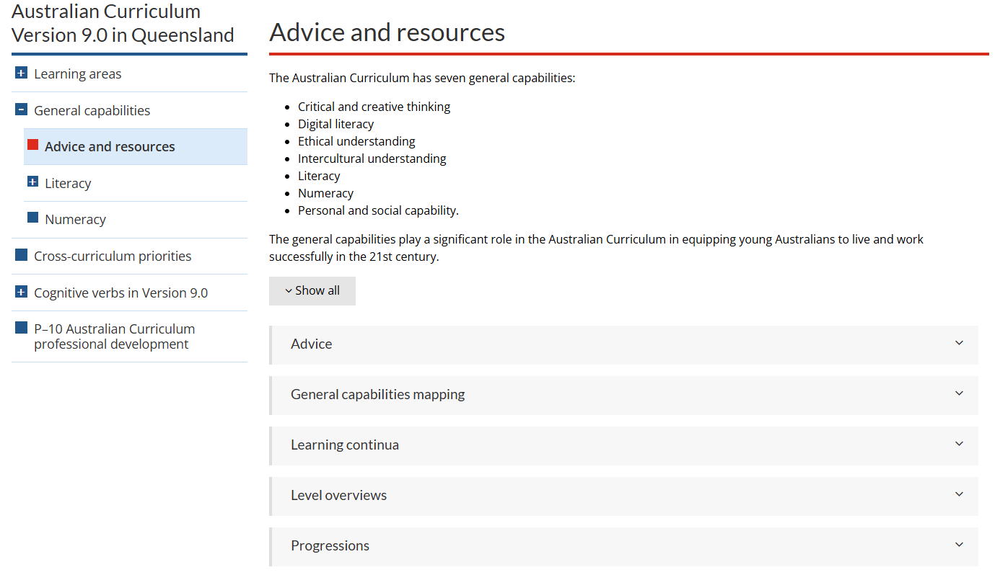 Australian Curriculum
Version 9.0 in Queensland
Learning areas
General capabilities
Advice and resources
Literacy
Numeracy
Cross-curriculum priorities
Cognitive verbs in Version 9.0
P–10 Australian Curriculum
professional development
Advice and resources
The Australian Curriculum has seven general capabilities:
Critical and creative thinking
Digital literacy
Ethical understanding
Intercultural understanding
Literacy
Numeracy
Personal and social capability.
The general capabilities play a significant role in the Australian Curriculum in equipping young Australians to live and work
successfully in the 21st century.
Show all
Advice
General capabilities mapping
Learning continua
Level overviews
Progressions